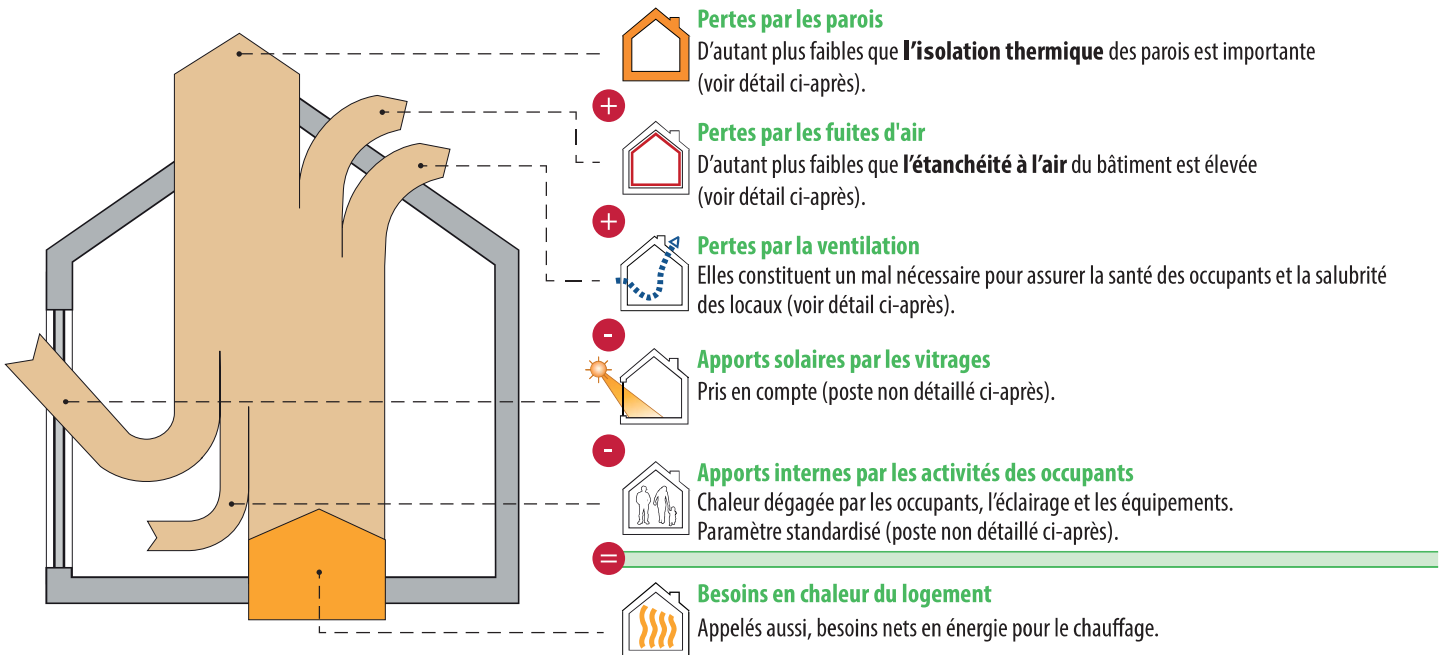 Pertes par les parois
D'autant plus faibles que l'isolation thermique des parois est importante
(voir détail ci-après).
+
Pertes par les fuites d'air
D'autant plus faibles que l'étanchéité à l'air du bâtiment est élevée
(voir détail ci-après).
+
Pertes par la ventilation
Elles constituent un mal nécessaire pour assurer la santé des occupants et la salubrité
des locaux (voir détail ci-après).
-
Apports solaires par les vitrages
Pris en compte (poste non détaillé ci-après).
-
Apports internes par les activités des occupants
Chaleur dégagée par les occupants, l'éclairage et les équipements.
Paramètre standardisé (poste non détaillé ci-après).
=
Besoins en chaleur du logement
Appelés aussi, besoins nets en énergie pour le chauffage.